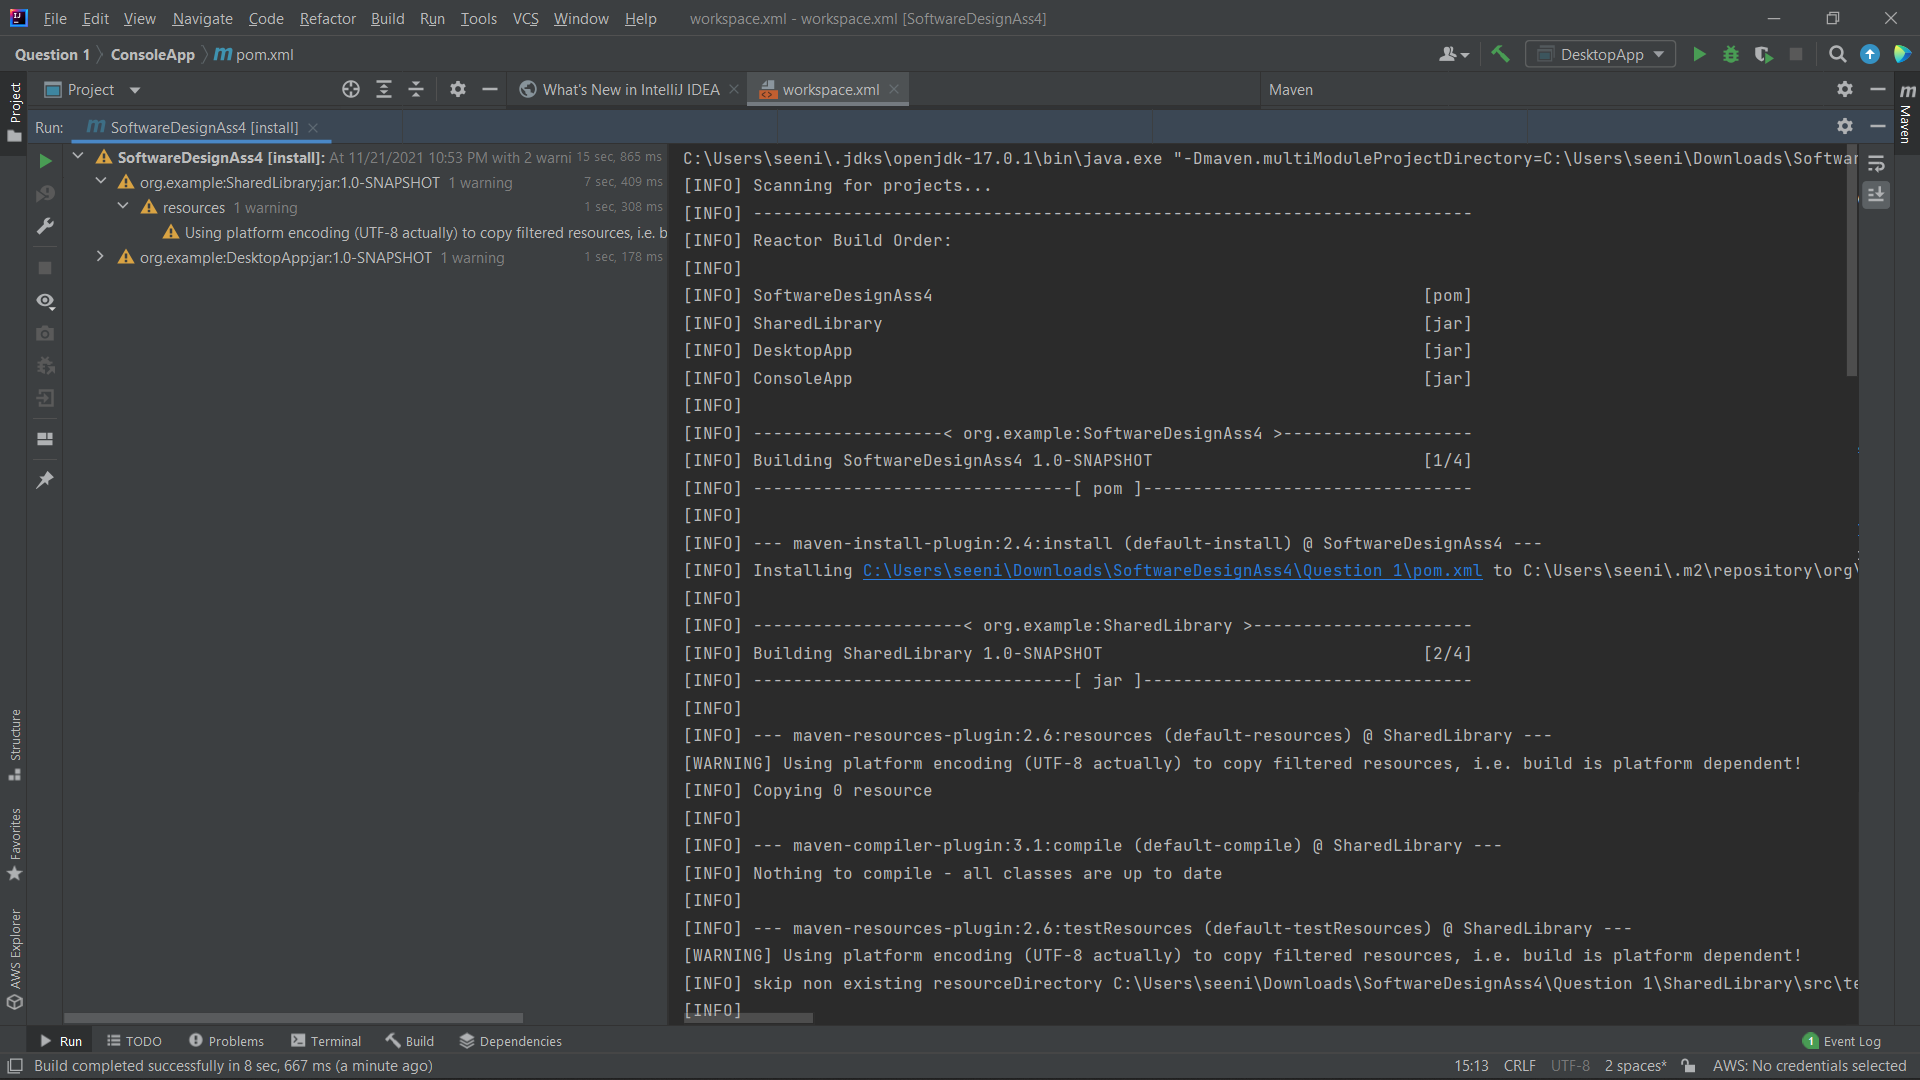 File Edit View Navigate Code Refactor Build Run Tools VCS Window Help workspace.xml - workspace.xml [SoftwareDesignAss4]
Question 1 ConsoleApp m pom.xml DesktopApp
Project What's New in IntelliJ IDEA workspace.xml Maven
Project
Maven
Run: m SoftwareDesignAss4 [install]
SoftwareDesignAss4 [install]: At 11/21/2021 10:53 PM with 2 warni 15 sec, 865 ms
org.example:SharedLibrary:jar:1.0-SNAPSHOT 1 warning 7 sec, 409 ms
resources 1 warning 1 sec, 308 ms
Using platform encoding (UTF-8 actually) to copy filtered resources, i.e. b
org.example:DesktopApp:jar:1.0-SNAPSHOT 1 warning 1 sec, 178 ms
C:\Users\seeni\.jdks\openjdk-17.0.1\bin\java.exe "-Dmaven.multiModuleProjectDirectory=C:\Users\seeni\Downloads\Softwar
[INFO] Scanning for projects...
[INFO] ------------------------------------------------------------------------
[INFO] Reactor Build Order:
[INFO]
[INFO] SoftwareDesignAss4 [pom]
[INFO] SharedLibrary [jar]
[INFO] DesktopApp [jar]
[INFO] ConsoleApp [jar]
[INFO]
[INFO] -------------------< org.example:SoftwareDesignAss4 >-------------------
[INFO] Building SoftwareDesignAss4 1.0-SNAPSHOT [1/4]
[INFO] --------------------------------[ pom ]---------------------------------
[INFO]
[INFO] --- maven-install-plugin:2.4:install (default-install) @ SoftwareDesignAss4 ---
[INFO] Installing C:\Users\seeni\Downloads\SoftwareDesignAss4\Question 1\pom.xml to C:\Users\seeni\.m2\repository\org\
[INFO]
[INFO] ---------------------< org.example:SharedLibrary >----------------------
[INFO] Building SharedLibrary 1.0-SNAPSHOT [2/4]
[INFO] --------------------------------[ jar ]---------------------------------
[INFO]
[INFO] --- maven-resources-plugin:2.6:resources (default-resources) @ SharedLibrary ---
[WARNING] Using platform encoding (UTF-8 actually) to copy filtered resources, i.e. build is platform dependent!
[INFO] Copying 0 resource
[INFO]
[INFO] --- maven-compiler-plugin:3.1:compile (default-compile) @ SharedLibrary ---
[INFO] Nothing to compile - all classes are up to date
[INFO]
[INFO] --- maven-resources-plugin:2.6:testResources (default-testResources) @ SharedLibrary ---
[WARNING] Using platform encoding (UTF-8 actually) to copy filtered resources, i.e. build is platform dependent!
[INFO] skip non existing resourceDirectory C:\Users\seeni\Downloads\SoftwareDesignAss4\Question 1\SharedLibrary\src\te
[INFO]
Structure
Favorites
AWS Explorer
Run TODO Problems Terminal Build Dependencies 1 Event Log
Build completed successfully in 8 sec, 667 ms (a minute ago) 15:13 CRLF UTF-8 2 spaces* AWS: No credentials selected